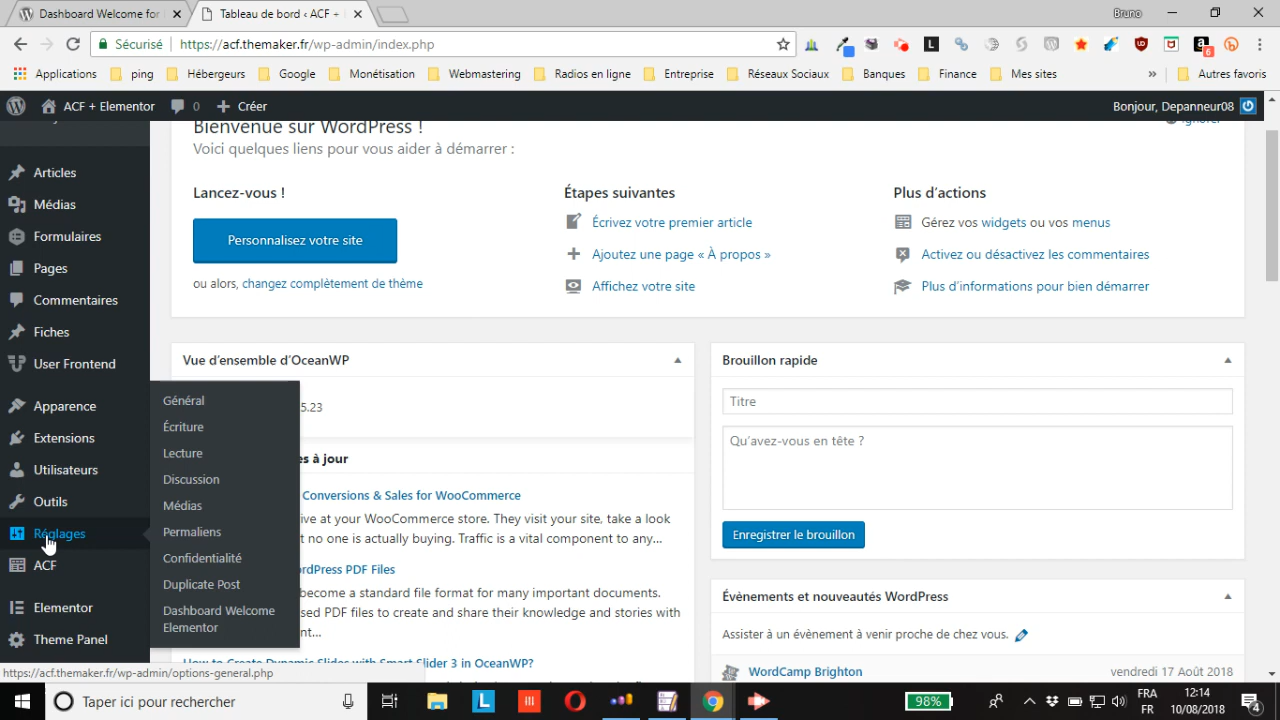 Dashboard Welcome for
Tableau de bord ‹ ACF +
Bruno
Sécurisé
https://acf.themaker.fr/wp-admin/index.php
6
Applications
ping
Hébergeurs
Google
Monétisation
Webmastering
Radios en ligne
Entreprise
Réseaux Sociaux
Banques
Finance
Mes sites
»
Autres favoris
ACF + Elementor
0
Créer
Bonjour, Depanneur08
Bienvenue sur WordPress !
Ignorer
Voici quelques liens pour vous aider à démarrer :
Articles
Médias
Formulaires
Pages
Commentaires
Fiches
User Frontend
Apparence
Extensions
Utilisateurs
Outils
Réglages
ACF
Elementor
Theme Panel
Général
Écriture
Lecture
Discussion
Médias
Permaliens
Confidentialité
Duplicate Post
Dashboard Welcome
Elementor
Lancez-vous !
Personnalisez votre site
ou alors, changez complètement de thème
Étapes suivantes
Écrivez votre premier article
Ajoutez une page « À propos »
Affichez votre site
Plus d’actions
Gérez vos widgets ou vos menus
Activez ou désactivez les commentaires
Plus d’informations pour bien démarrer
Vue d’ensemble d’OceanWP
5.23
es à jour
Conversions & Sales for WooCommerce
ive at your WooCommerce store. They visit your site, take a look
t no one is actually buying. Traffic is a vital component to any…
rdPress PDF Files
become a standard file format for many important documents.
sed PDF files to create and share their knowledge and stories with
nt…
How to Create Dynamic Slides with Smart Slider 3 in OceanWP?
Brouillon rapide
Titre
Qu’avez-vous en tête ?
Enregistrer le brouillon
Évènements et nouveautés WordPress
Assister à un évènement à venir proche de chez vous.
WordCamp Brighton
vendredi 17 Août 2018
https://acf.themaker.fr/wp-admin/options-general.php
Taper ici pour rechercher
98%
FRA
FR
12:14
10/08/2018
4